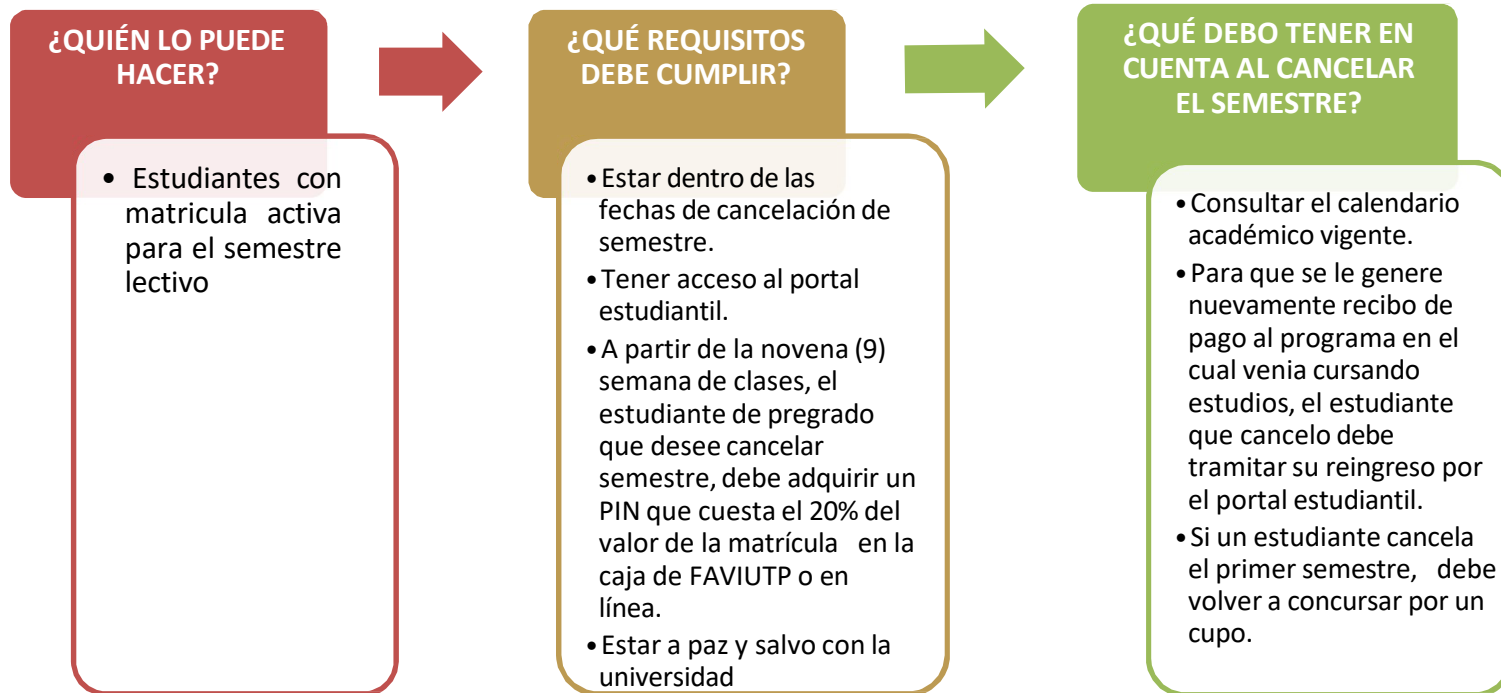 ¿QUIÉN LO PUEDE
HACER?
• Estudiantes con
matricula activa
para el semestre
lectivo
¿QUÉ REQUISITOS
DEBE CUMPLIR?
• Estar dentro de las
fechas de cancelación de
semestre.
• Tener acceso al portal
estudiantil.
• A partir de la novena (9)
semana de clases, el
estudiante de pregrado
que desee cancelar
semestre, debe adquirir un
PIN que cuesta el 20% del
valor de la matrícula en la
caja de FAVIUTP o en
línea.
• Estar a paz y salvo con la
universidad
¿QUÉ DEBO TENER EN
CUENTA AL CANCELAR
EL SEMESTRE?
• Consultar el calendario
académico vigente.
• Para que se le genere
nuevamente recibo de
pago al programa en el
cual venia cursando
estudios, el estudiante
que cancelo debe
tramitar su reingreso por
el portal estudiantil.
• Si un estudiante cancela
el primer semestre, debe
volver a concursar por un
cupo.